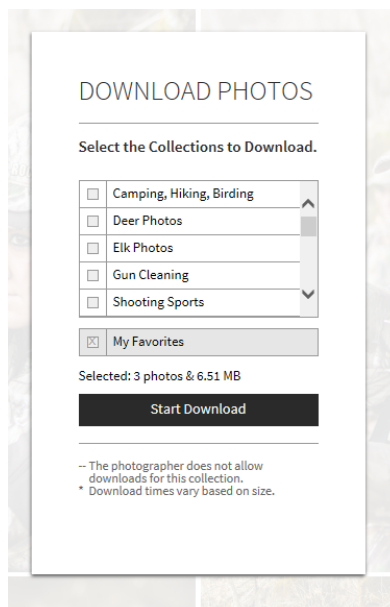 DOWNLOAD PHOTOS
Select the Collections to Download.
Camping, Hiking, Birding
Deer Photos
Elk Photos
Gun Cleaning
Shooting Sports
My Favorites
Selected: 3 photos & 6.51 MB
Start Download
-- The photographer does not allow
downloads for this collection.
* Download times vary based on size.